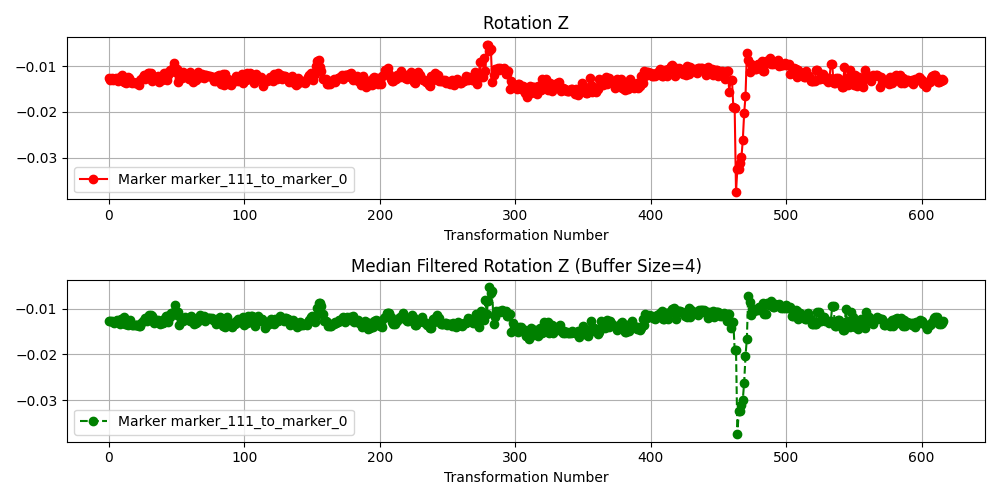 Rotation Z
−0.01
−0.02
−0.03
Marker marker_111_to_marker_0
0 100 200 300 400 500 600
Transformation Number
Median Filtered Rotation Z (Buffer Size=4)
−0.01
−0.02
−0.03
Marker marker_111_to_marker_0
0 100 200 300 400 500 600
Transformation Number